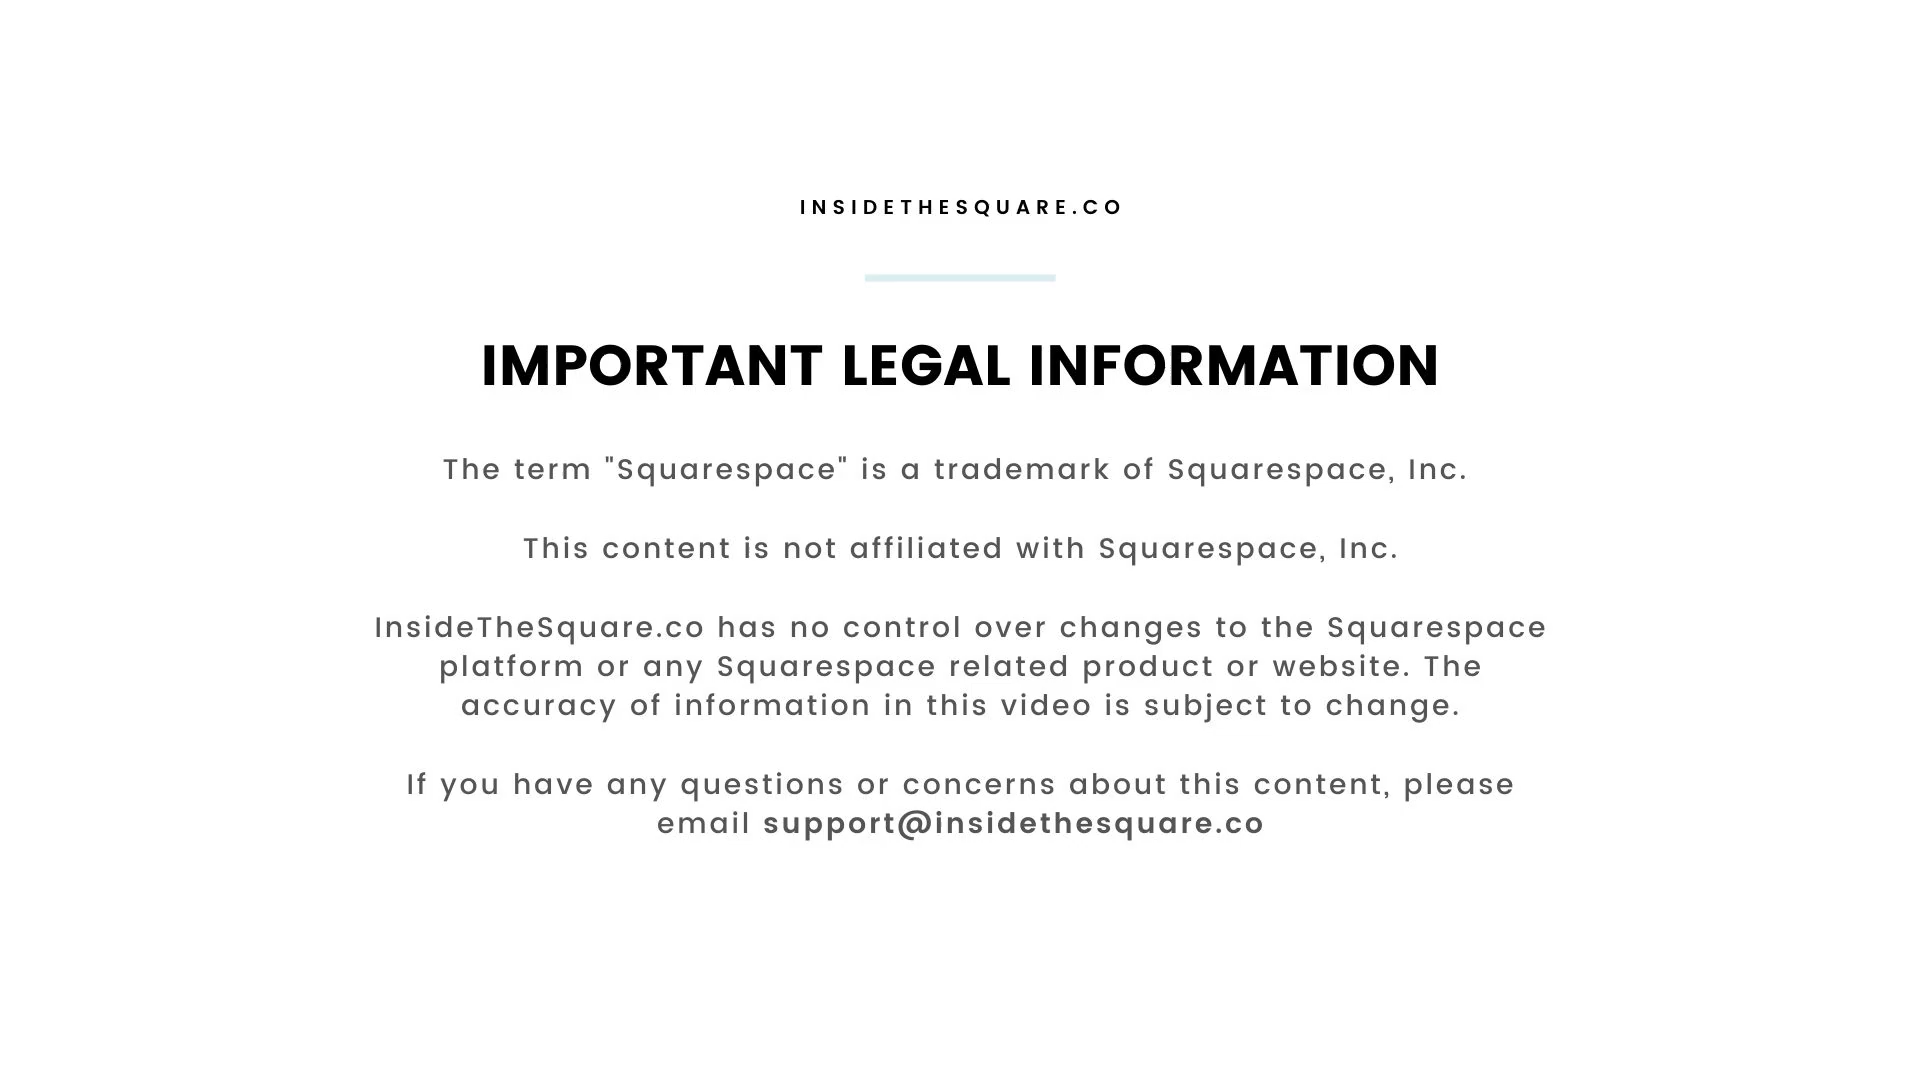 INSIDETHESQUARE.CO
IMPORTANT LEGAL INFORMATION
The term "Squarespace" is a trademark of Squarespace, Inc.
This content is not affiliated with Squarespace, Inc.
InsideTheSquare.co has no control over changes to the Squarespace
platform or any Squarespace related product or website. The
accuracy of information in this video is subject to change.
If you have any questions or concerns about this content, please
email support@insidethesquare.co